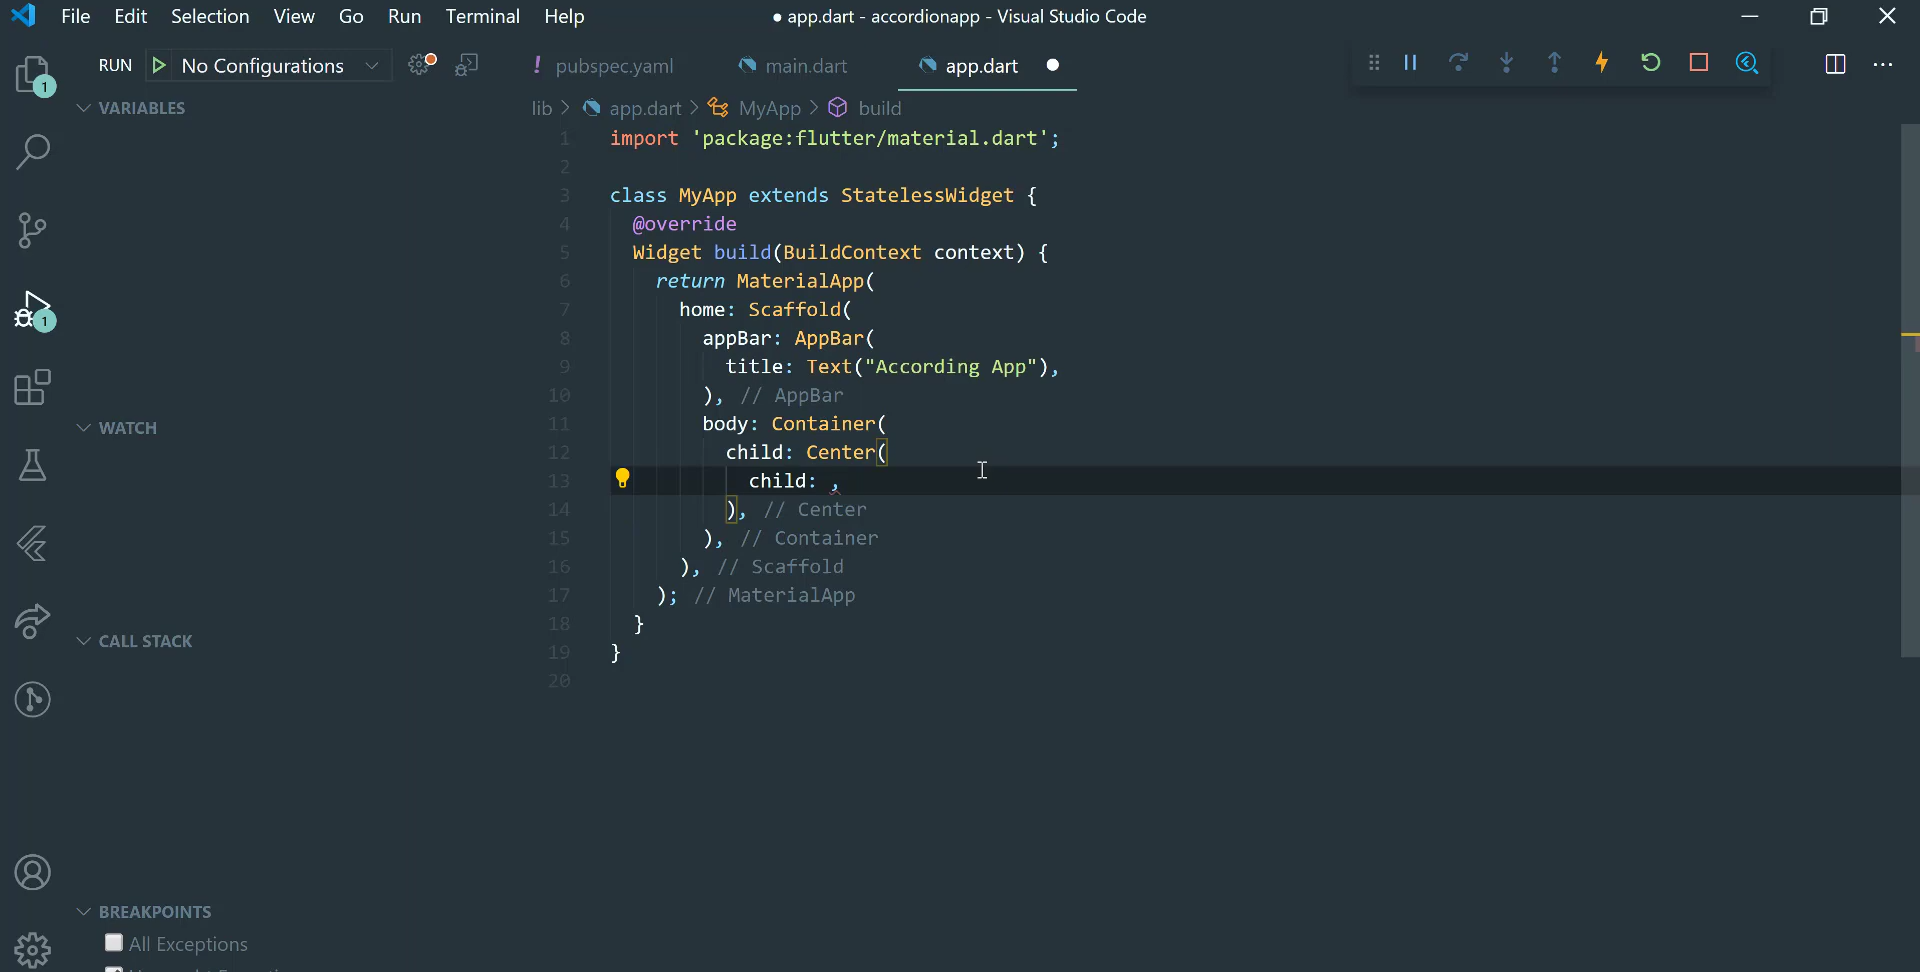 File Edit Selection View Go Run Terminal Help ● app.dart - accordionapp - Visual Studio Code
RUN No Configurations ! pubspec.yaml main.dart app.dart ●
1
VARIABLES
lib > app.dart > MyApp > build
1 import 'package:flutter/material.dart';
2
3 class MyApp extends StatelessWidget {
4 @override
5 Widget build(BuildContext context) {
6 return MaterialApp(
7 home: Scaffold(
1
8 appBar: AppBar(
9 title: Text("According App"),
10 ), // AppBar
11 body: Container(
WATCH
12 child: Center(
13 child: ,
14 ), // Center
15 ), // Container
16 ), // Scaffold
17 ); // MaterialApp
18 }
CALL STACK
19 }
20
BREAKPOINTS
All Exceptions